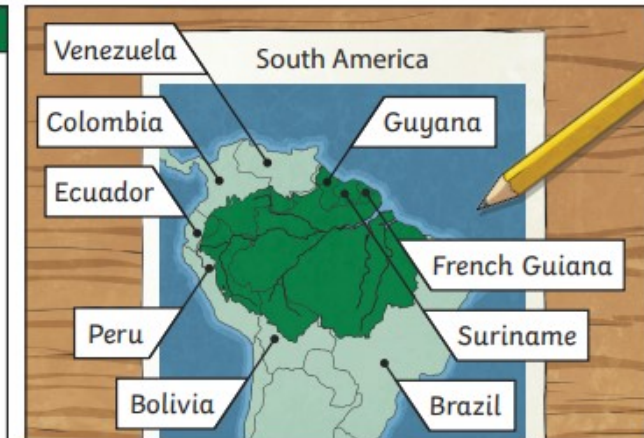 South America
Venezuela
Colombia
Ecuador
Peru
Bolivia
Guyana
French Guiana
Suriname
Brazil